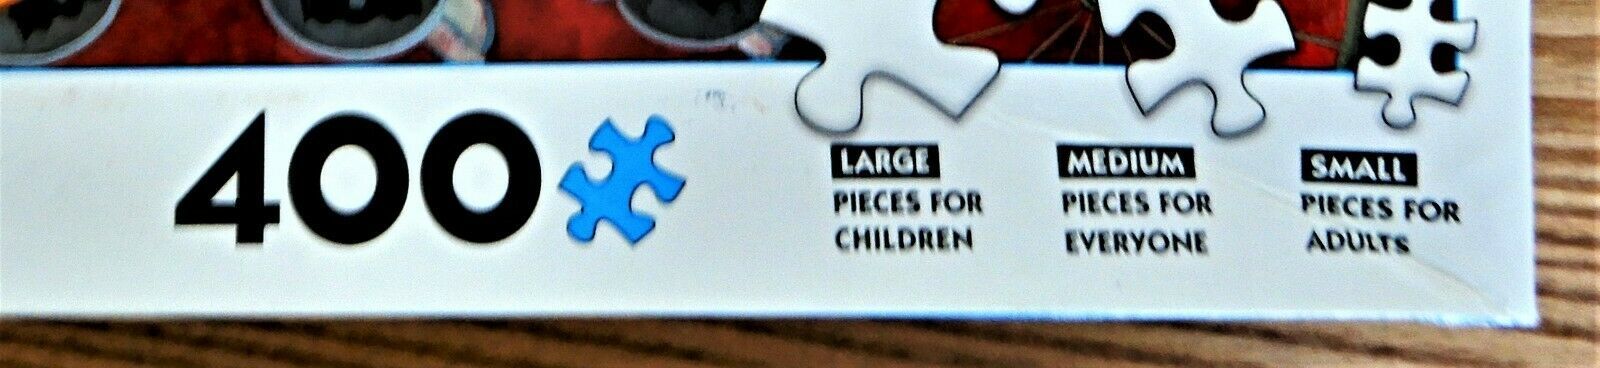 400
LARGE
PIECES FOR
CHILDREN
MEDIUM
PIECES FOR
EVERYONE
SMALL
PIECES FOR
ADULTS